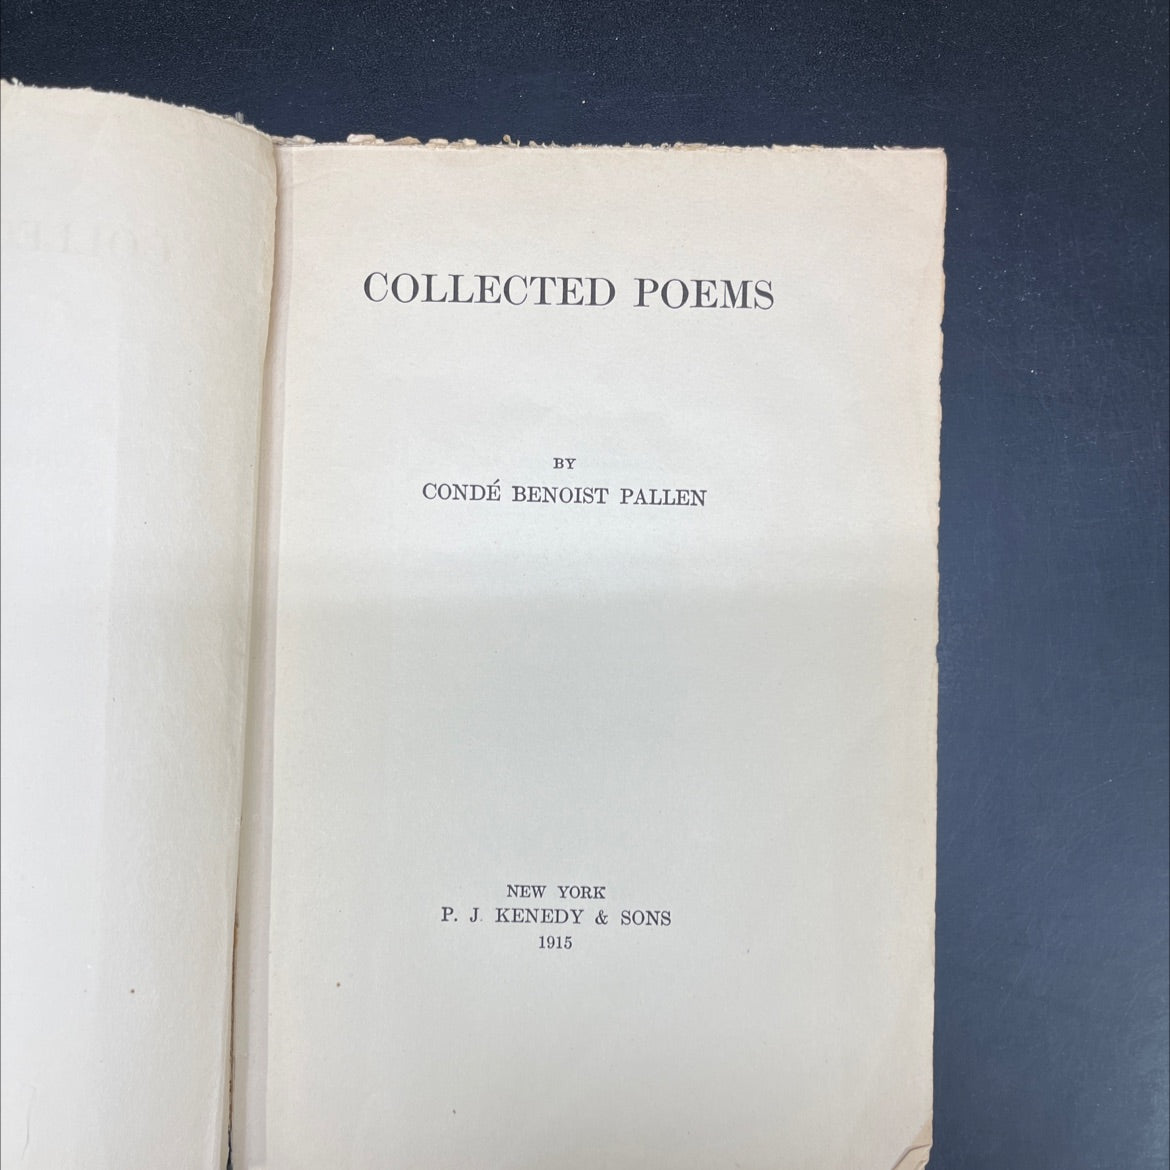 COLLECTED POEMS
BY
CONDÉ BENOIST PALLEN
NEW YORK
P. J. KENEDY & SONS
1915